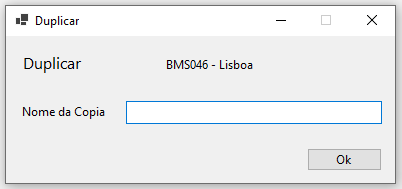 Duplicar
Duplicar
BMS046 - Lisboa
Nome da Copia
Ok